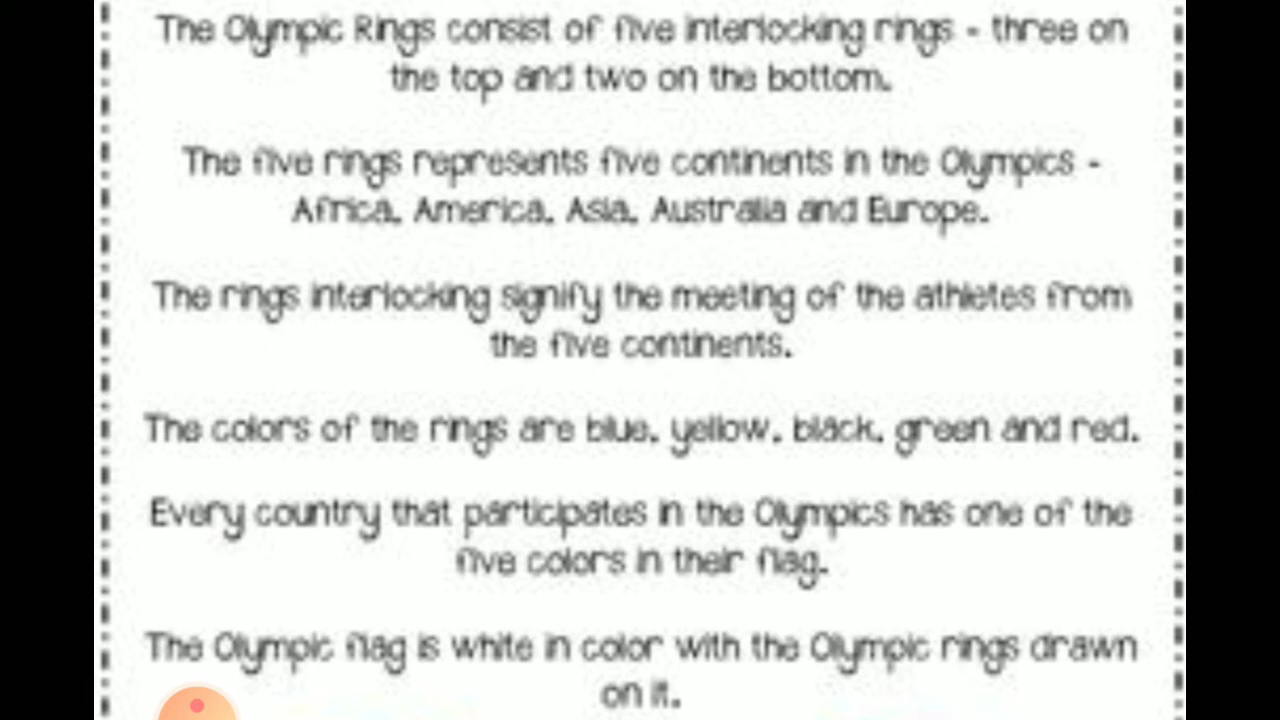 The Olympic Rings consist of five interlocking rings - three on
the top and two on the bottom.
The five rings represents five continents in the Olympics -
Africa, America, Asia, Australia and Europe.
The rings interlocking signify the meeting of the athletes from
the five continents.
The colors of the rings are blue, yellow, black, green and red.
Every country that participates in the Olympics has one of the
five colors in their flag.
The Olympic flag is white in color with the Olympic rings drawn
on it.